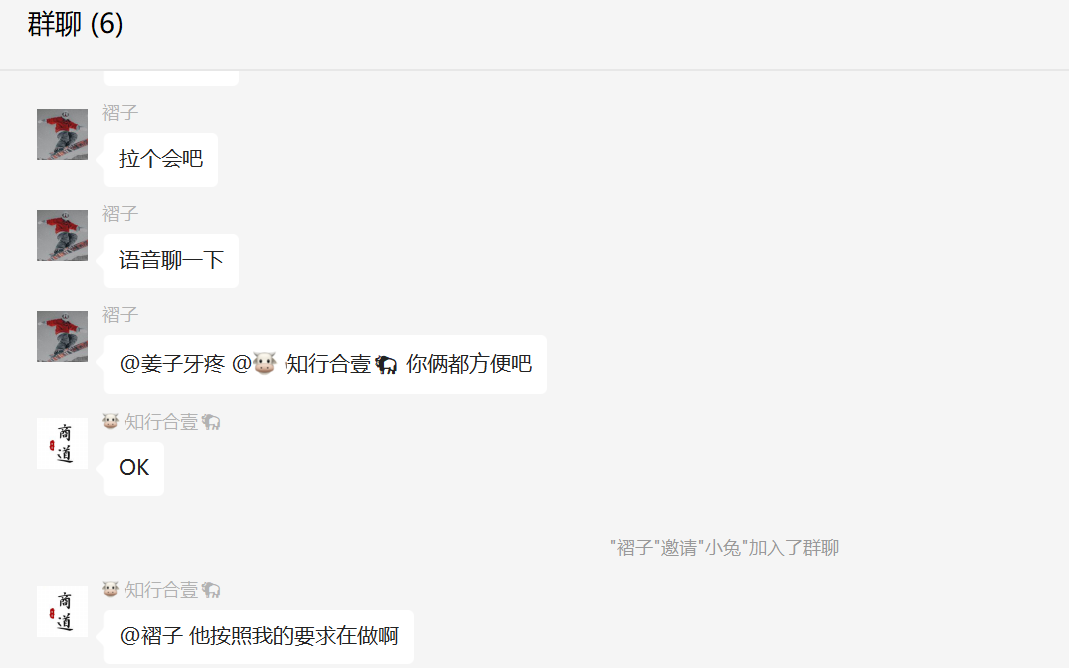 群聊 (6)
褶子
拉个会吧
褶子
语音聊一下
褶子
@姜子牙疼 @🐮 知行合壹🐂 你俩都方便吧
🐮 知行合壹🐂
商道
OK
"褶子"邀请"小兔"加入了群聊
🐮 知行合壹🐂
商道
@褶子 他按照我的要求在做啊